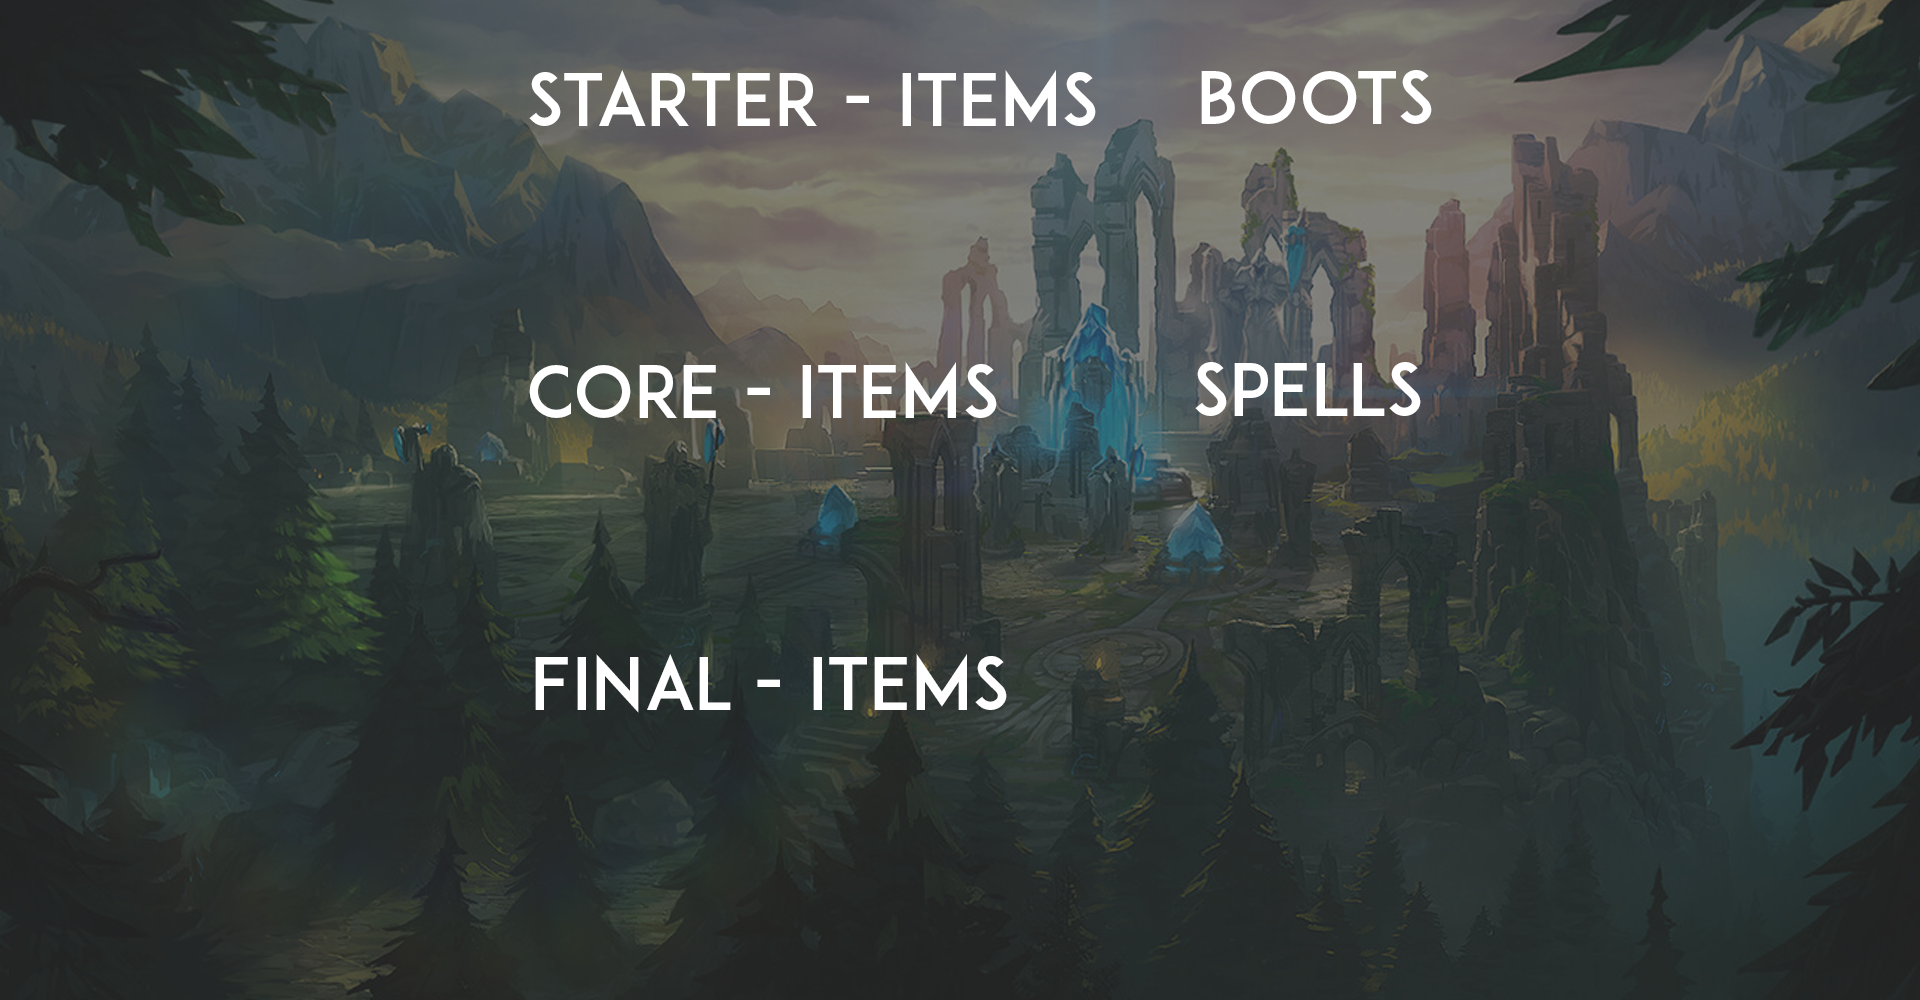 STARTER - ITEMS
BOOTS
CORE - ITEMS
SPELLS
FINAL - ITEMS